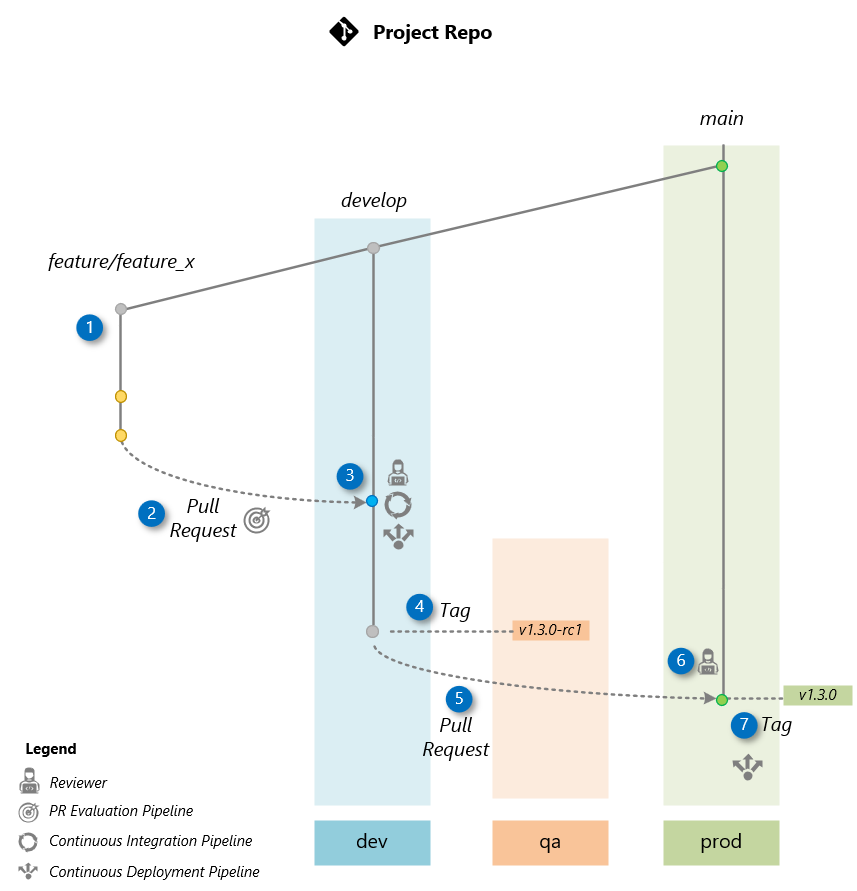 Project Repo
main
develop
feature/feature_x
1
3
2
Pull
Request
4
Tag
v1.3.0-rc1
6
5
v1.3.0
Pull
Request
7
Tag
Legend
Reviewer
PR Evaluation Pipeline
Continuous Integration Pipeline
Continuous Deployment Pipeline
dev
qa
prod